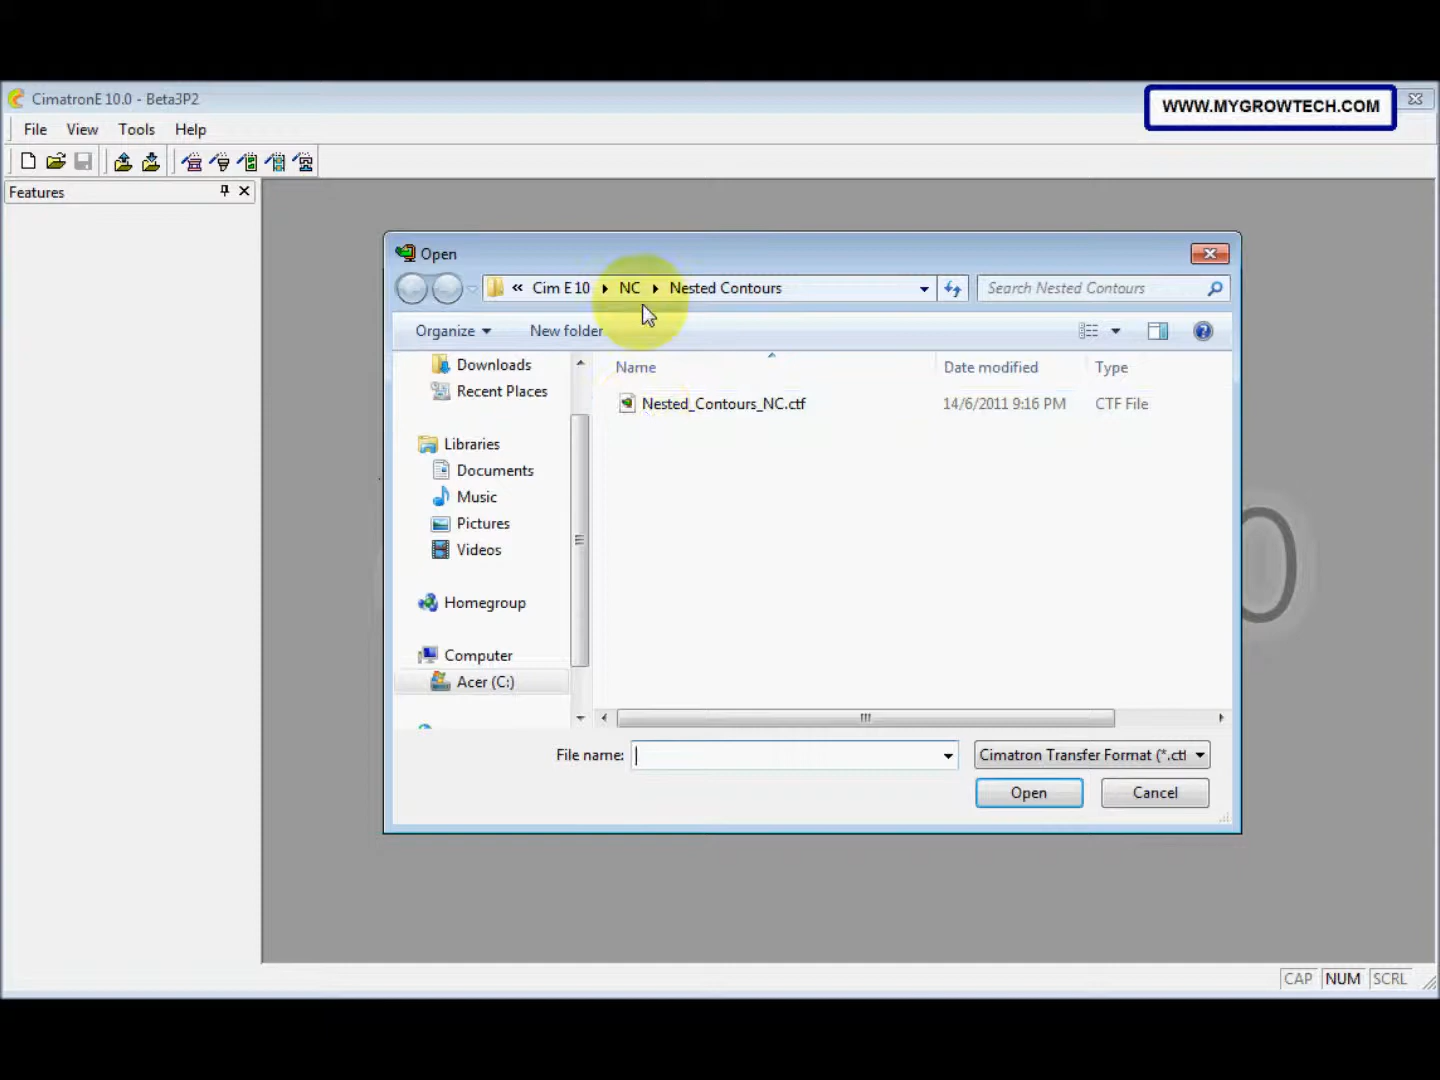 CimatronE 10.0 - Beta3P2
WWW.MYGROWTECH.COM
File View Tools Help
Features
Open
« Cim E 10 NC Nested Contours
Search Nested Contours
Organize New folder
Downloads
Recent Places
Libraries
Documents
Music
Pictures
Videos
Homegroup
Computer
Acer (C:)
Name Date modified Type
Nested_Contours_NC.ctf 14/6/2011 9:16 PM CTF File
File name:
Cimatron Transfer Format (*.ctf
Open Cancel
0
CAP NUM SCRL